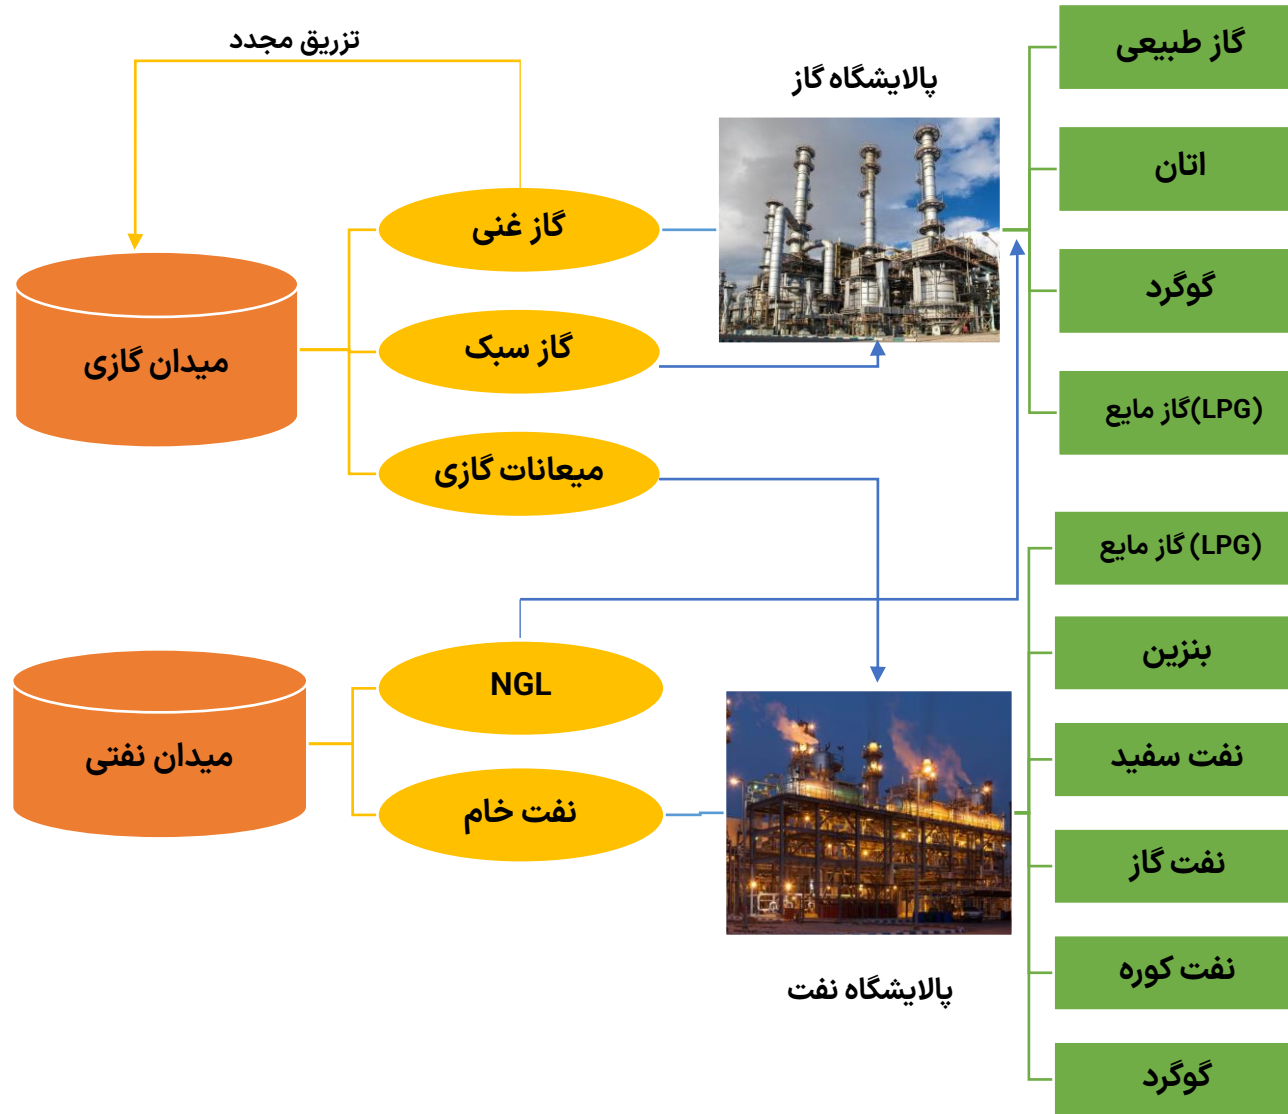 تزریق مجدد
پالایشگاه گاز
گاز طبیعی
اتان
گوگرد
(LPG)گاز مایع
گاز غنی
گاز سبک
میعانات گازی
میدان گازی
(LPG) گاز مایع
بنزین
نفت سفید
نفت گاز
نفت کوره
گوگرد
NGL
نفت خام
میدان نفتی
پالایشگاه نفت